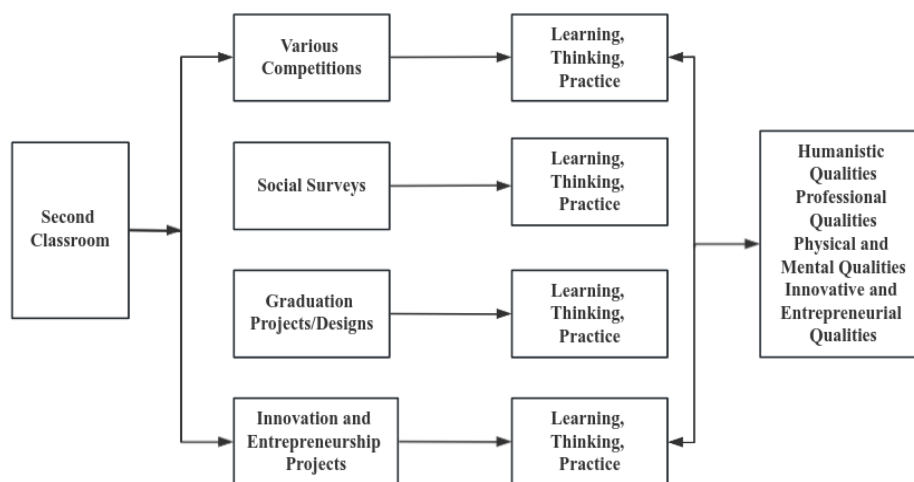 Second
Classroom
Various
Competitions
Learning,
Thinking,
Practice
Social Surveys
Learning,
Thinking,
Practice
Graduation
Projects/Designs
Learning,
Thinking,
Practice
Innovation and
Entrepreneurship
Projects
Learning,
Thinking,
Practice
Humanistic
Qualities
Professional
Qualities
Physical and
Mental Qualities
Innovative and
Entrepreneurial
Qualities